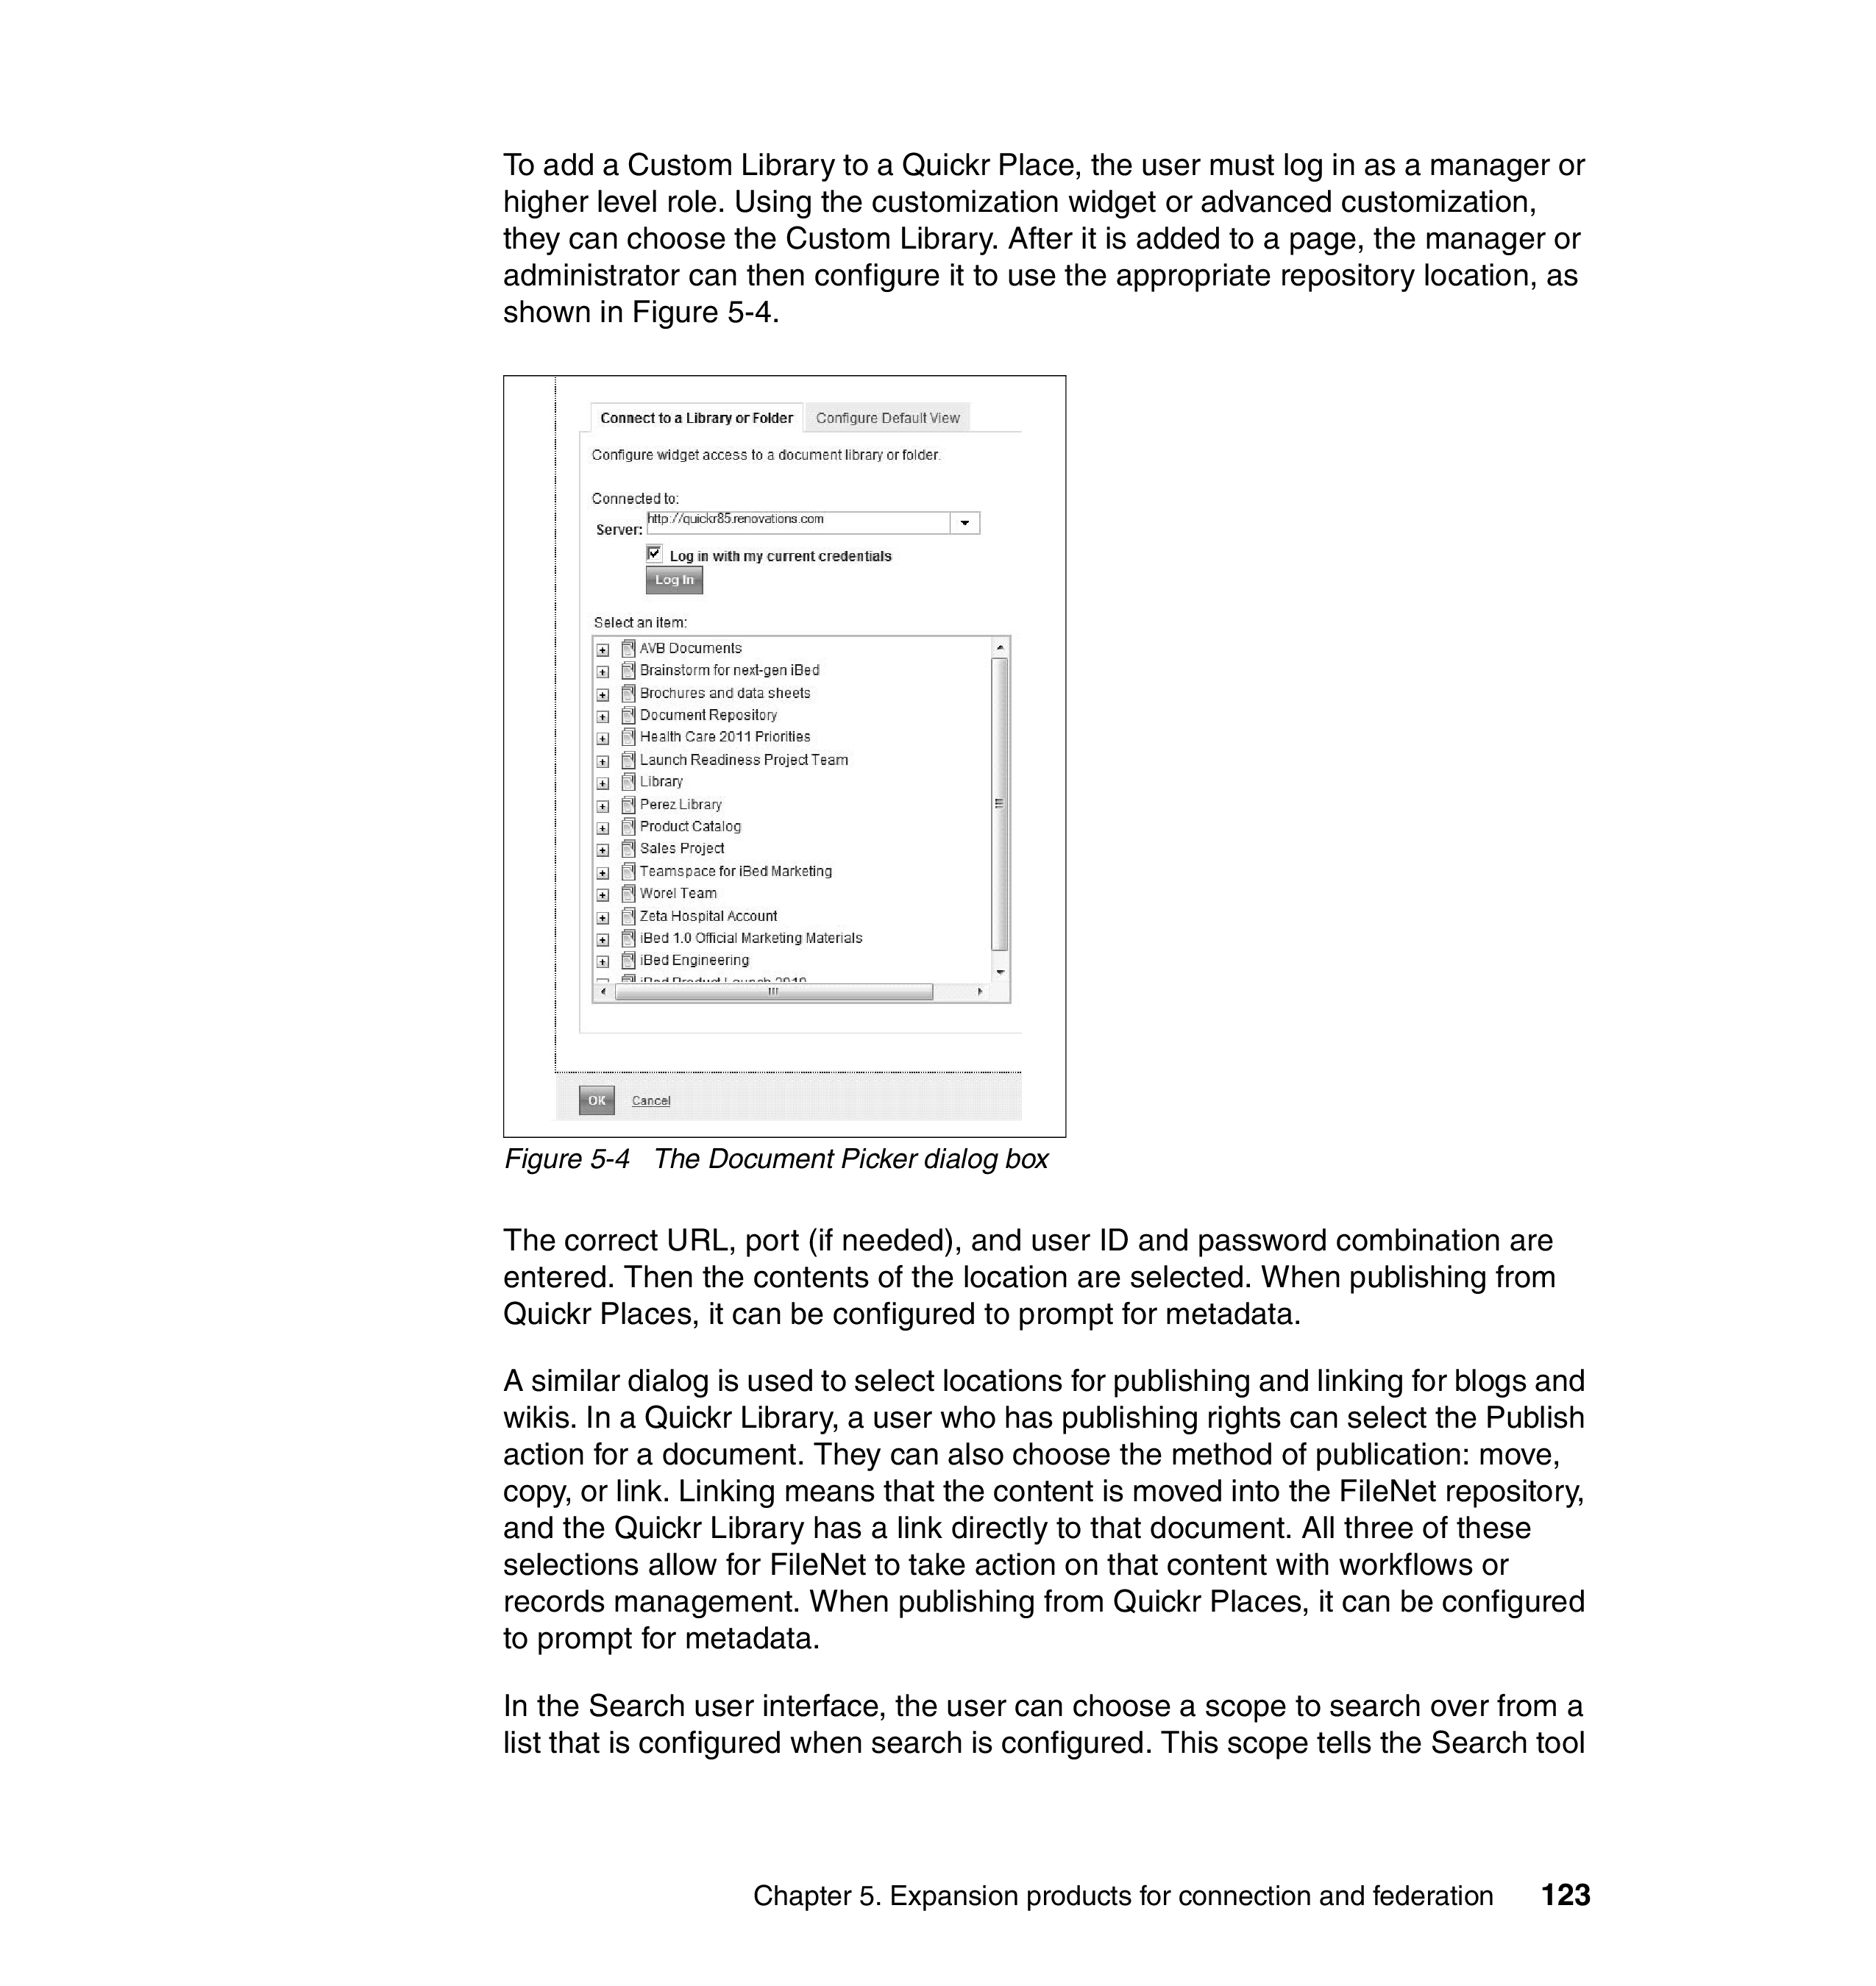 To add a Custom Library to a Quickr Place, the user must log in as a manager or
higher level role. Using the customization widget or advanced customization,
they can choose the Custom Library. After it is added to a page, the manager or
administrator can then configure it to use the appropriate repository location, as
shown in Figure 5-4.
Connect to a Library or Folder Configure Default View
Configure widget access to a document library or folder.
Connected to:
Server: http://quickr85.renovations.com
Log in with my current credentials
Log In
Select an item:
AVB Documents
Brainstorm for next-gen iBed
Brochures and data sheets
Document Repository
Health Care 2011 Priorities
Launch Readiness Project Team
Library
Perez Library
Product Catalog
Sales Project
Teamspace for iBed Marketing
Worel Team
Zeta Hospital Account
iBed 1.0 Official Marketing Materials
iBed Engineering
iBed Product Launch 2010
OK Cancel
Figure 5-4 The Document Picker dialog box
The correct URL, port (if needed), and user ID and password combination are
entered. Then the contents of the location are selected. When publishing from
Quickr Places, it can be configured to prompt for metadata.
A similar dialog is used to select locations for publishing and linking for blogs and
wikis. In a Quickr Library, a user who has publishing rights can select the Publish
action for a document. They can also choose the method of publication: move,
copy, or link. Linking means that the content is moved into the FileNet repository,
and the Quickr Library has a link directly to that document. All three of these
selections allow for FileNet to take action on that content with workflows or
records management. When publishing from Quickr Places, it can be configured
to prompt for metadata.
In the Search user interface, the user can choose a scope to search over from a
list that is configured when search is configured. This scope tells the Search tool
Chapter 5. Expansion products for connection and federation 123